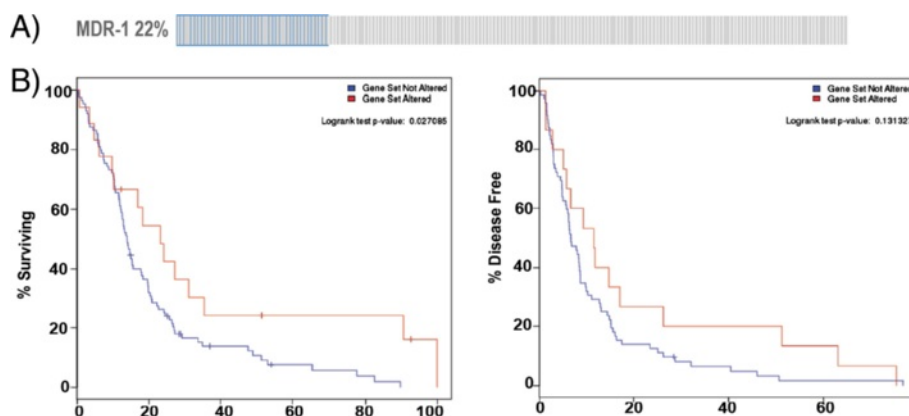 A)
MDR-1 22%
B)
Gene Set Not Altered
Gene Set Altered
Logrank test p-value: 0.027085
% Surviving
100
80
60
40
20
0
0
20
40
60
80
100
Gene Set Not Altered
Gene Set Altered
Logrank test p-value: 0.13132
% Disease Free
100
80
60
40
20
0
0
20
40
60